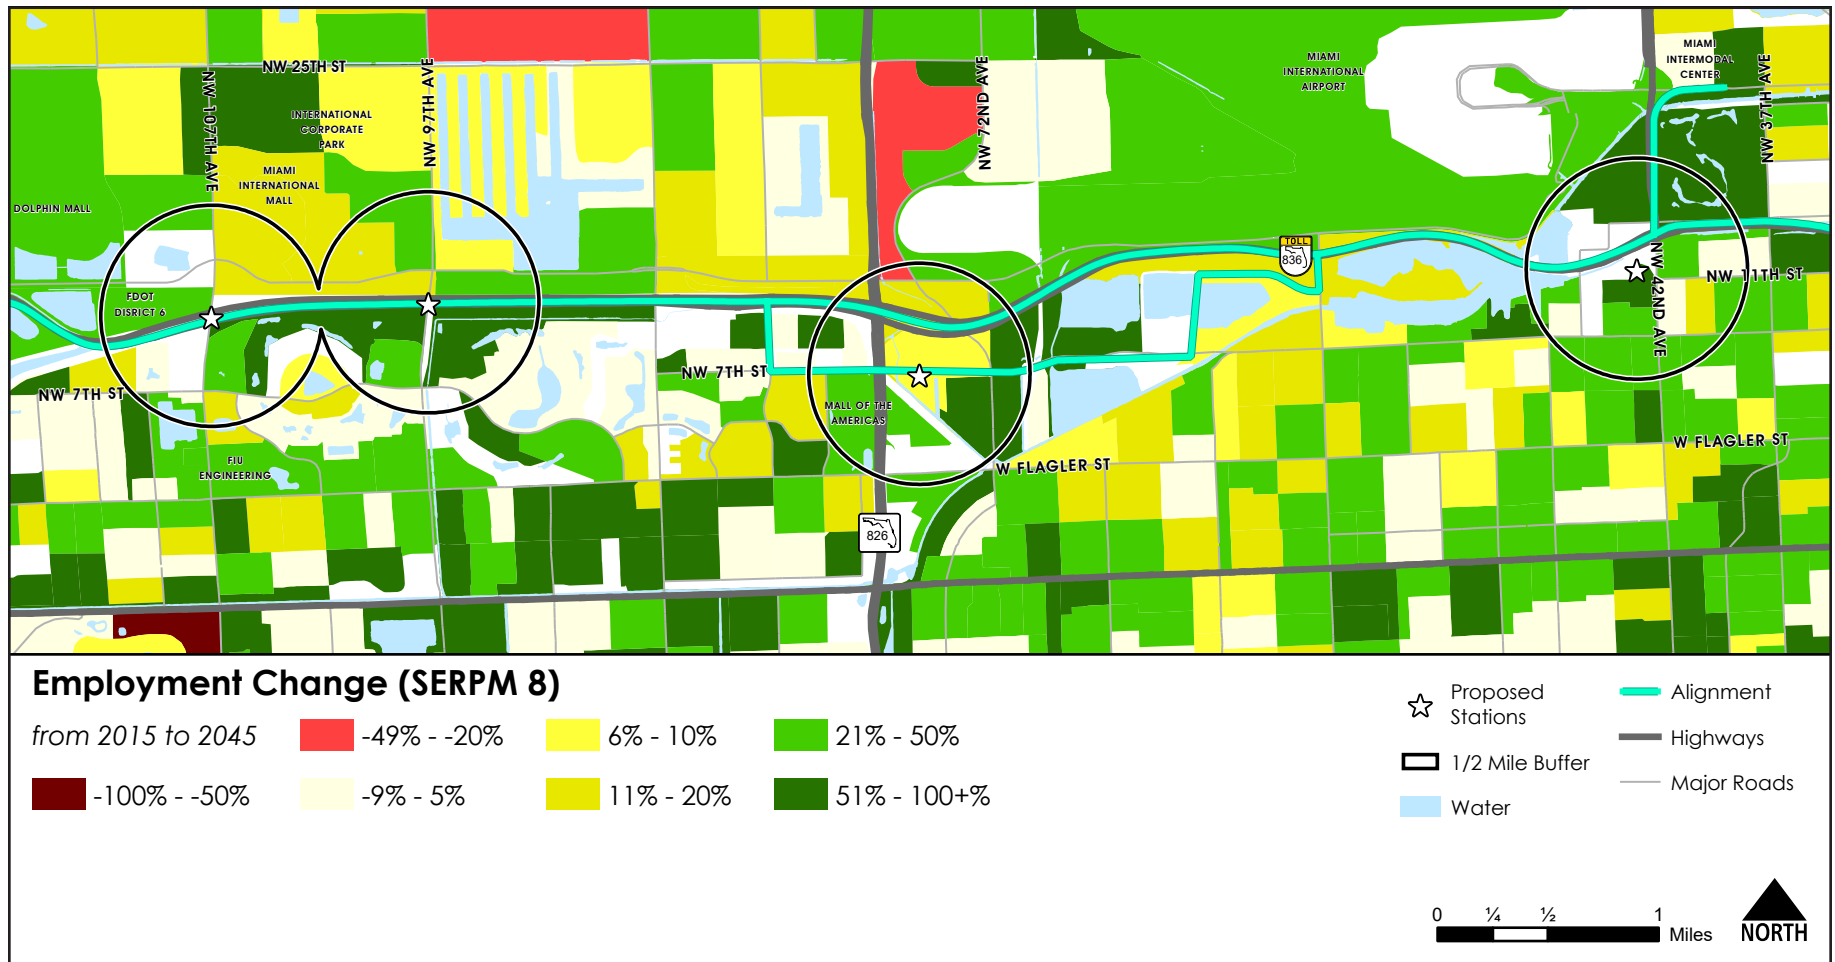 NW 25TH ST
NW 107TH AVE
NW 97TH AVE
NW 72ND AVE
NW 37TH AVE
MIAMI
INTERMODAL
CENTER
MIAMI
INTERNATIONAL
AIRPORT
INTERNATIONAL
CORPORATE
PARK
MIAMI
INTERNATIONAL
MALL
DOLPHIN MALL
TOLL
836
NW 42ND AVE
NW 11TH ST
FDOT
DISRICT 6
NW 7TH ST
NW 7TH ST
MALL OF THE
AMERICAS
FIU
ENGINEERING
W FLAGLER ST
W FLAGLER ST
826
Employment Change (SERPM 8)
from 2015 to 2045
-49% - -20%
6% - 10%
21% - 50%
-100% - -50%
-9% - 5%
11% - 20%
51% - 100+%
Proposed
Stations
Alignment
1/2 Mile Buffer
Highways
Water
Major Roads
0 ¼ ½ 1
Miles
NORTH